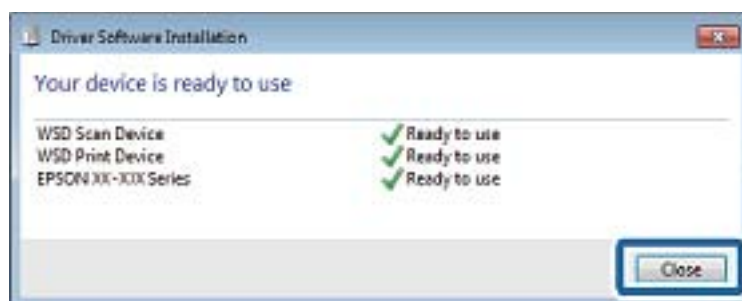 Driver Software Installation
Your device is ready to use
WSD Scan Device Ready to use
WSD Print Device Ready to use
EPSON XX-XXX Series Ready to use
Close